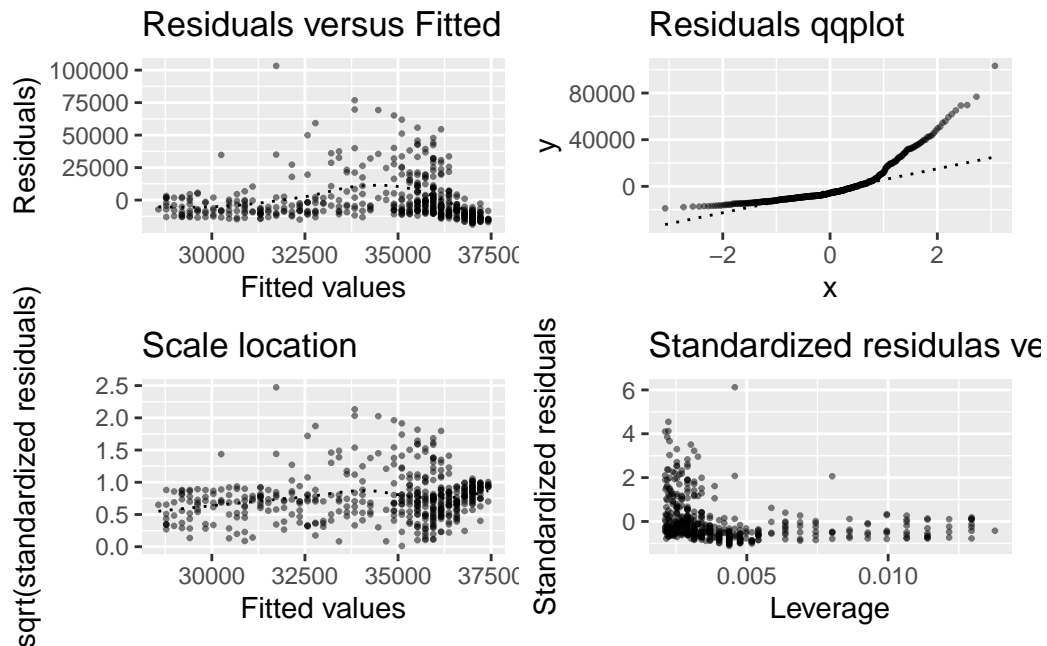 Residuals versus Fitted
Residuals)
100000
75000
50000
25000
0
30000 32500 35000 37500
Fitted values
Residuals qqplot
y
80000
40000
0
−2 0 2
x
Scale location
sqrt(standardized residuals)
2.5
2.0
1.5
1.0
0.5
0.0
30000 32500 35000 37500
Fitted values
Standardized residulas ve
Standardized residuals
6
4
2
0
0.005 0.010
Leverage